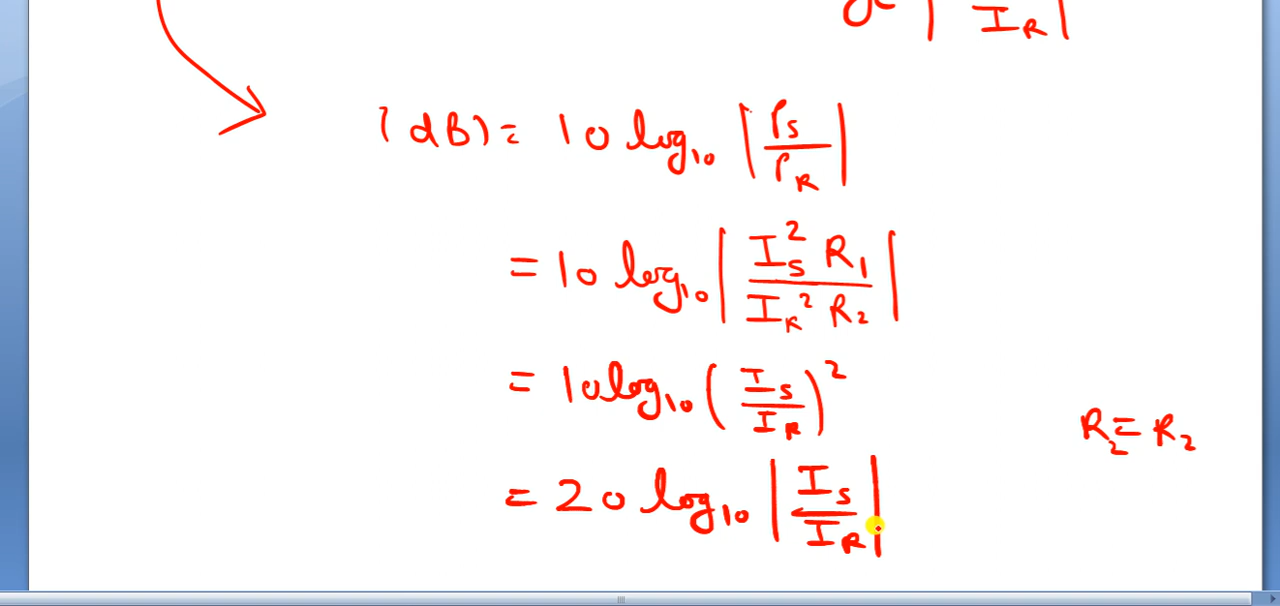 I_R
(dB) = 10 log₁₀ |P_S / P_R|
= 10 log₁₀ |I_S² R₁ / I_R² R₂|
= 10 log₁₀ (I_S / I_R)²
R₂ = R₂
= 20 log₁₀ |I_S / I_R|